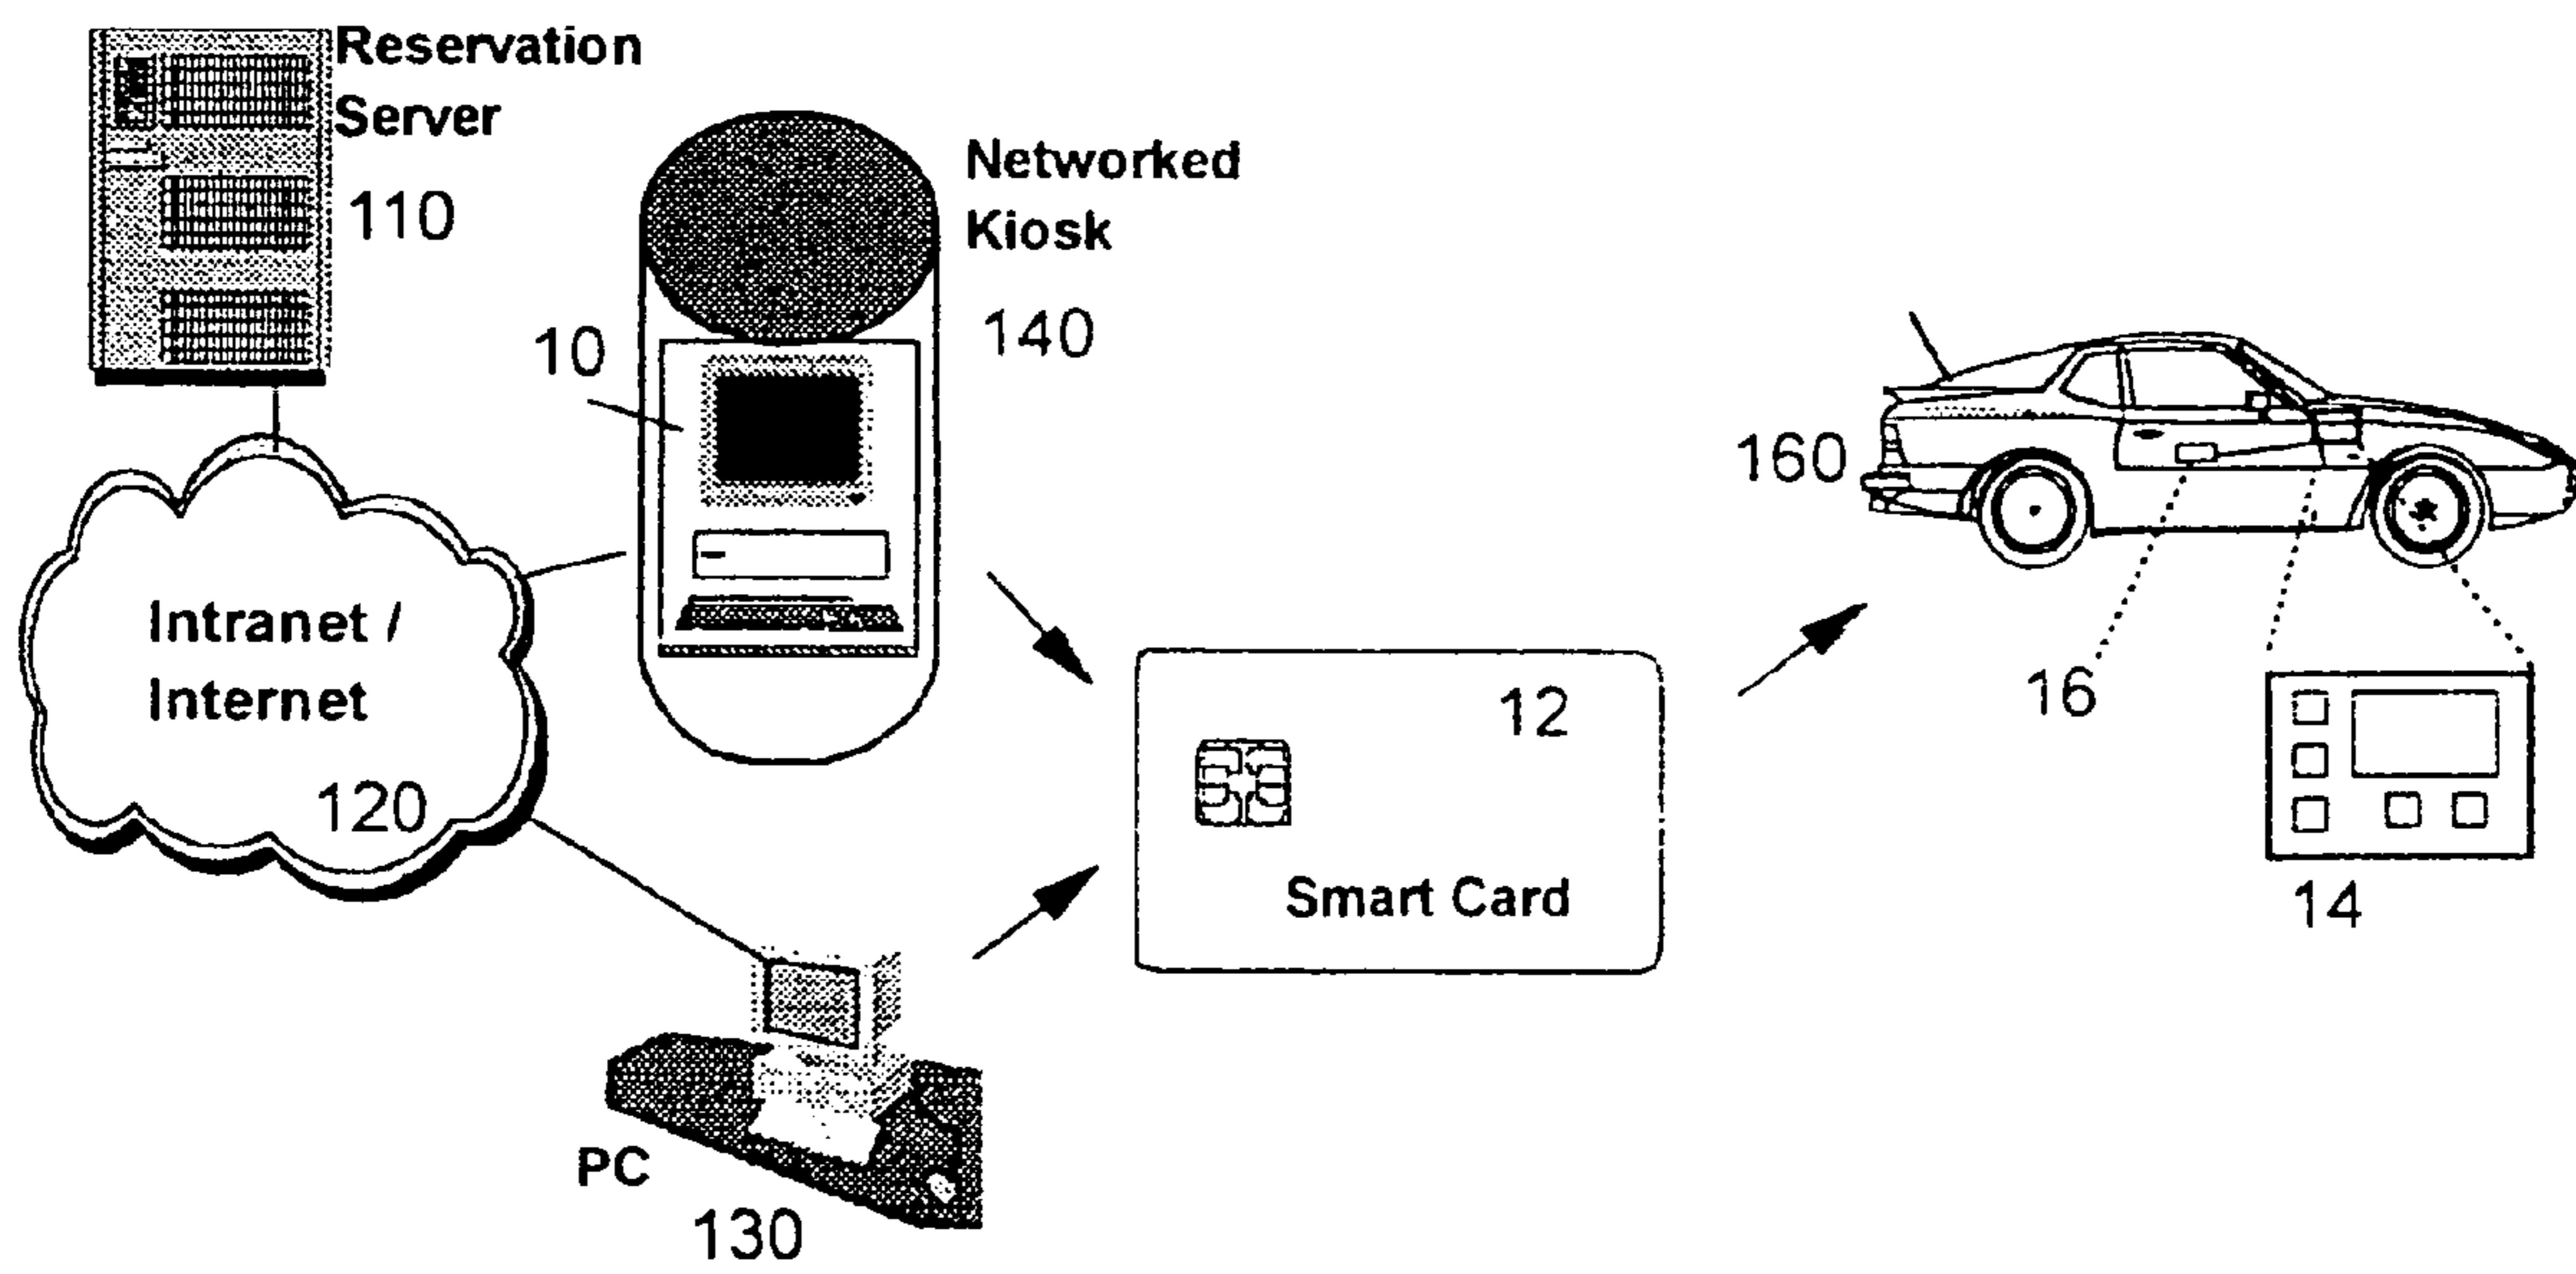 Reservation
Server
110
Networked
Kiosk
140
10
160
Intranet /
Internet
120
12
Smart Card
16
14
PC
130